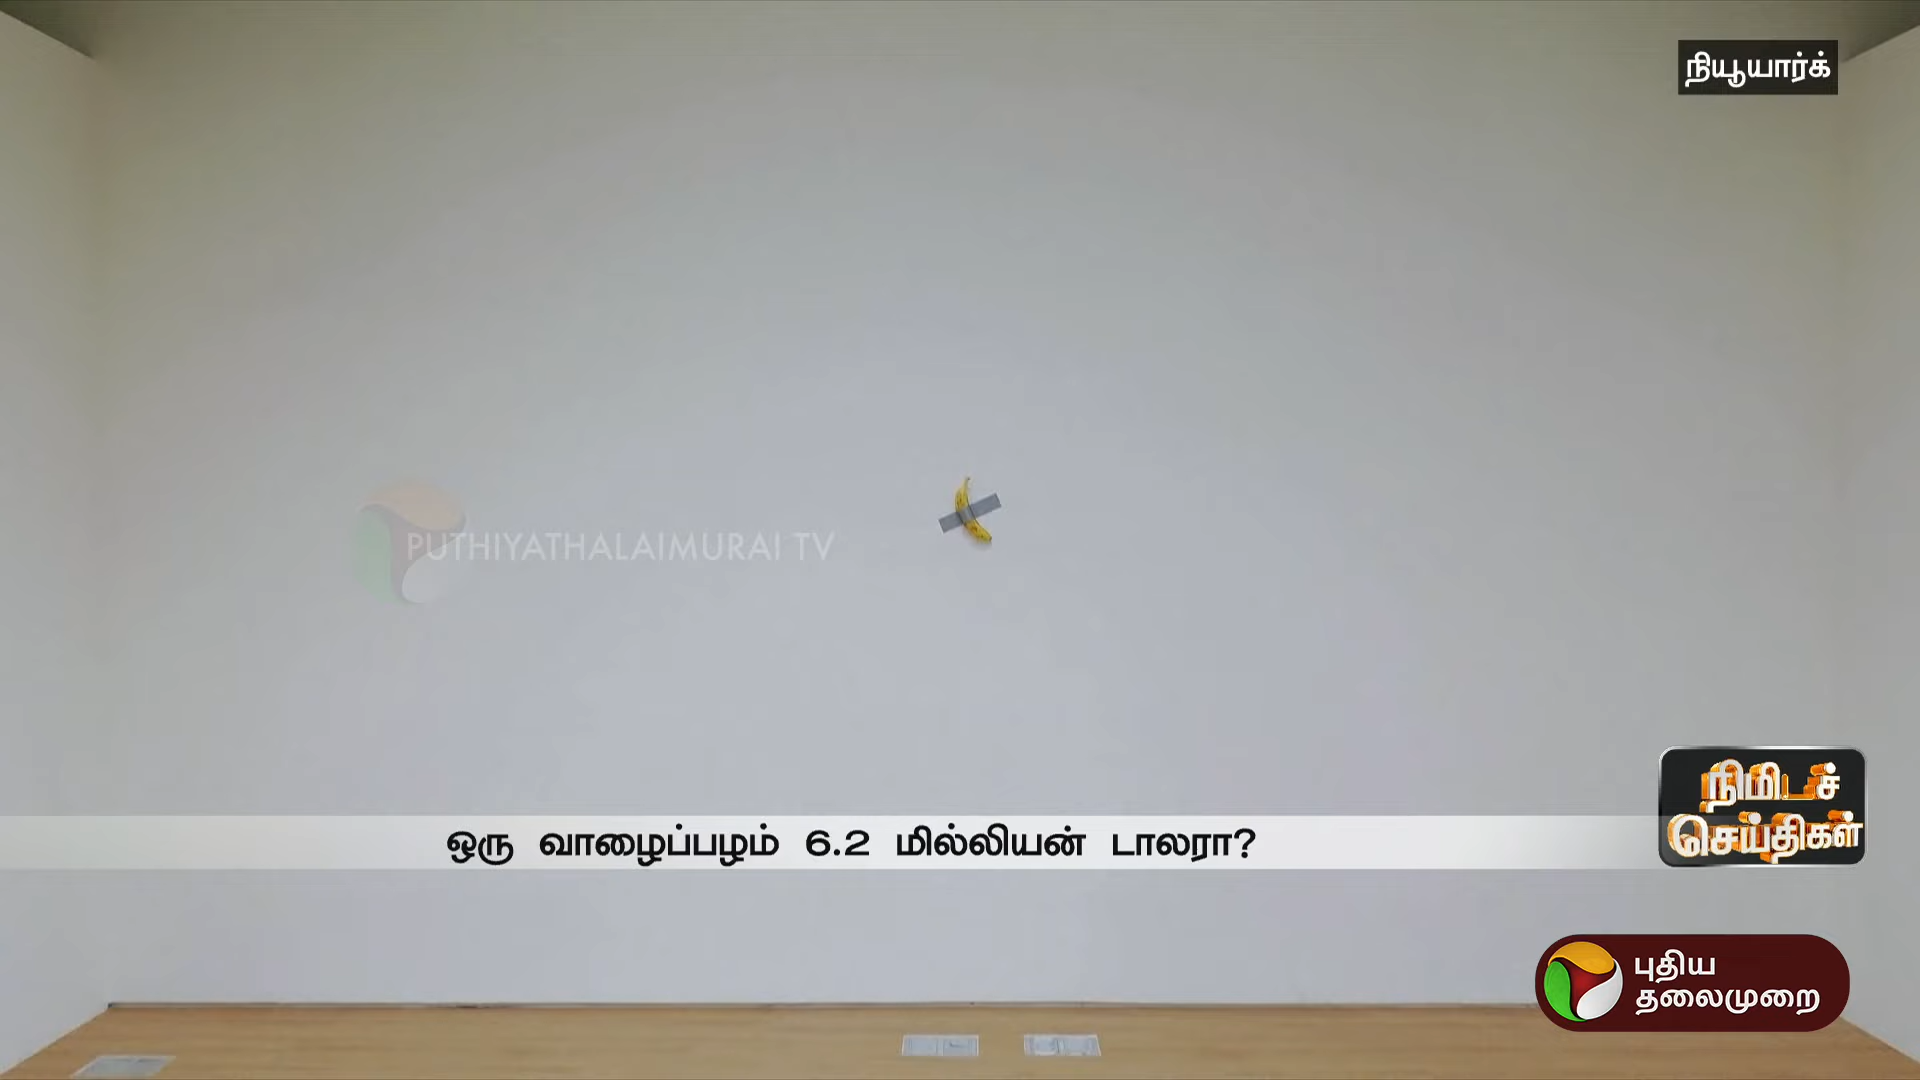 நியூயார்க்
PUTHIYATHALAIMURAI TV
நிமிடச்
செய்திகள்
ஒரு வாழைப்பழம் 6.2 மில்லியன் டாலரா?
புதிய
தலைமுறை